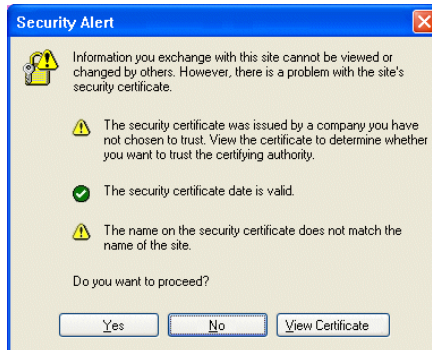 Security Alert
Information you exchange with this site cannot be viewed or
changed by others. However, there is a problem with the site's
security certificate.
The security certificate was issued by a company you have
not chosen to trust. View the certificate to determine whether
you want to trust the certifying authority.
The security certificate date is valid.
The name on the security certificate does not match the
name of the site.
Do you want to proceed?
Yes
No
View Certificate